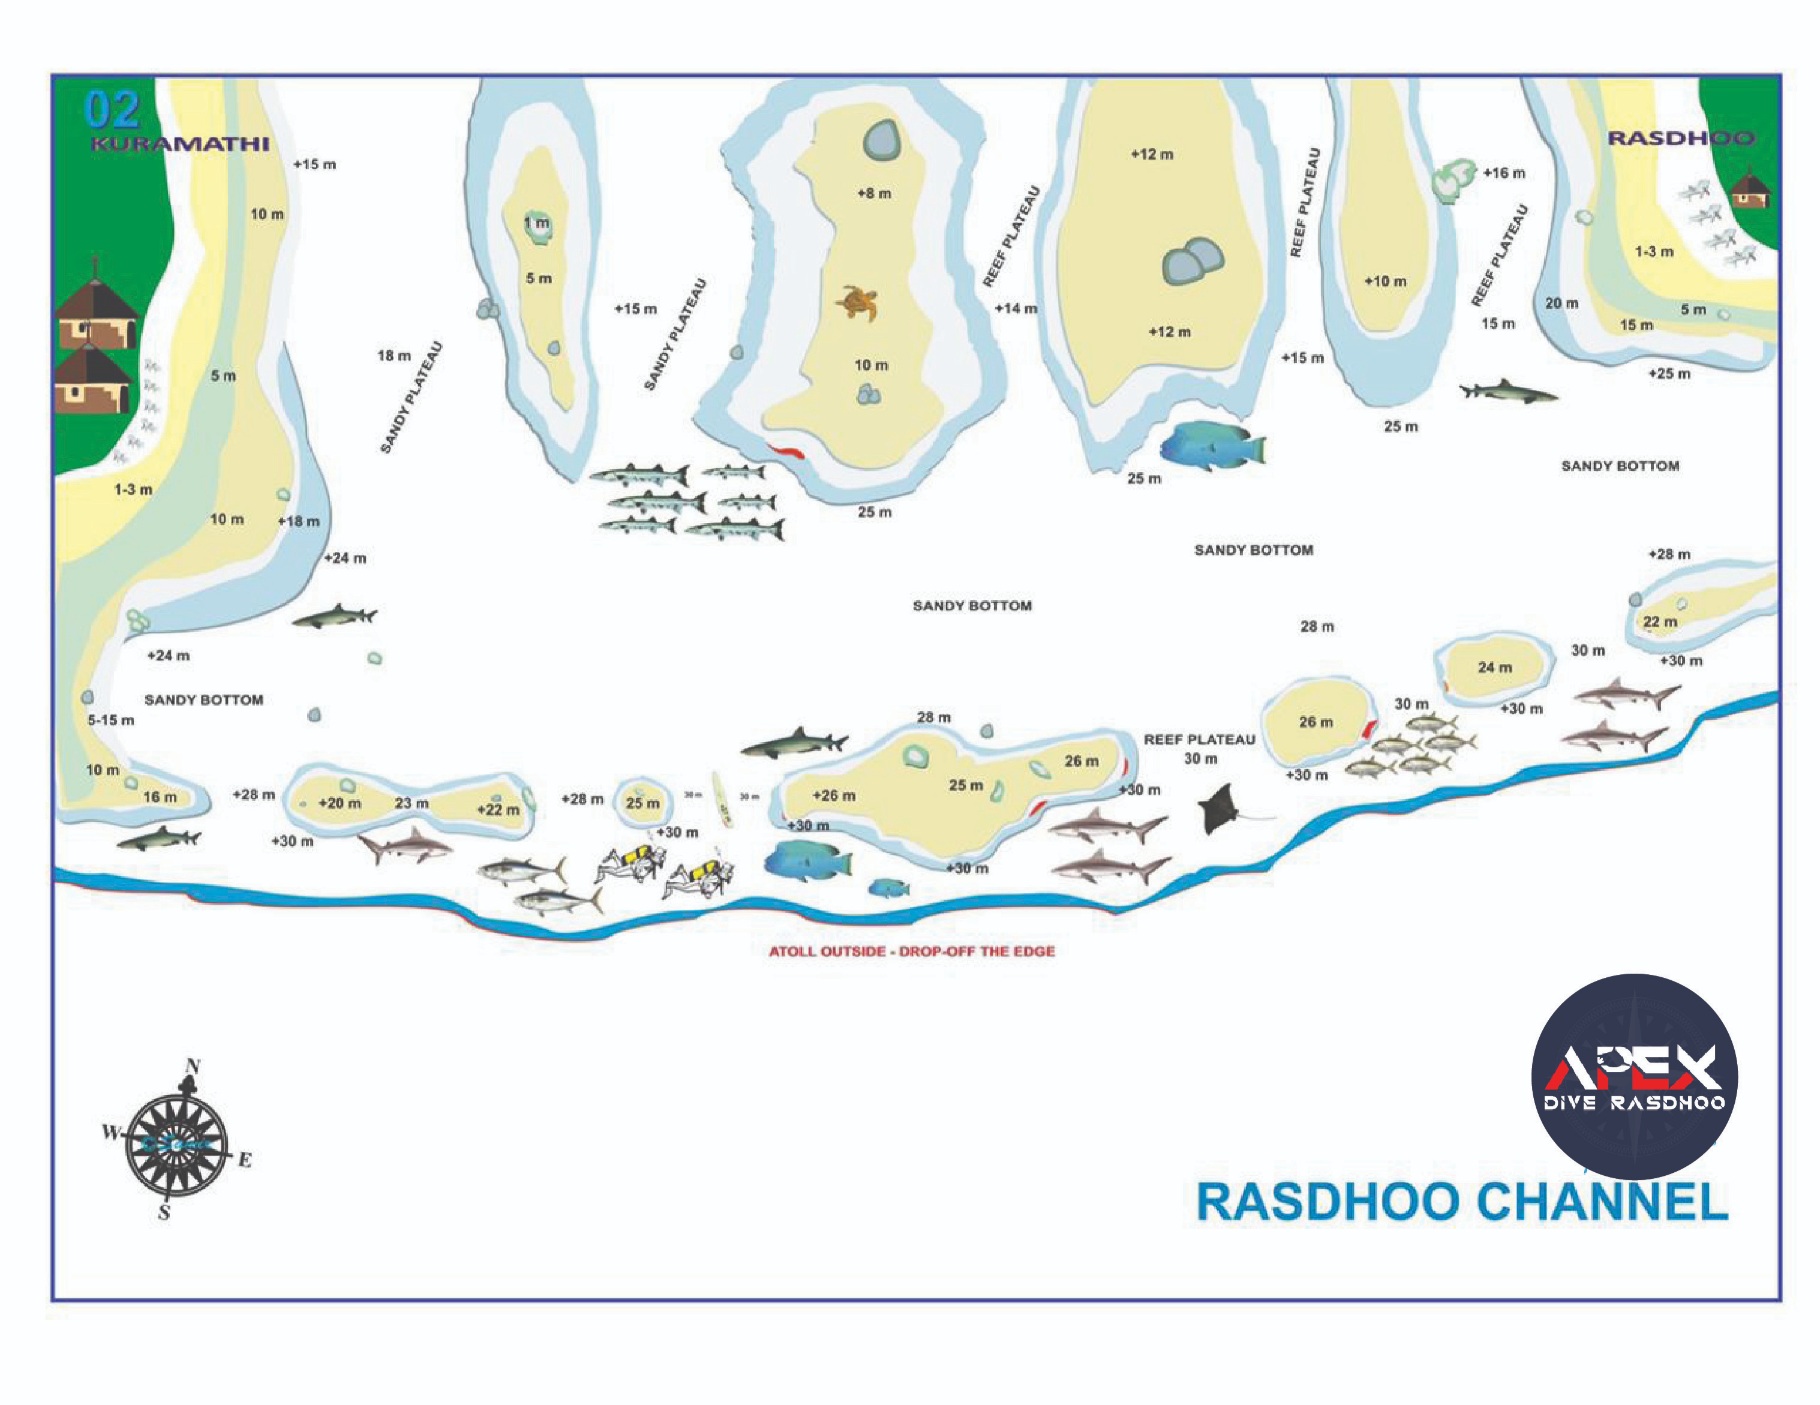 02
KURAMATHI
RASDHOO
+15 m
+12 m
+16 m
10 m
+8 m
REEF PLATEAU
REEF PLATEAU
REEF PLATEAU
1 m
1-3 m
5 m
+10 m
+15 m
+14 m
20 m
5 m
SANDY PLATEAU
+12 m
15 m
15 m
18 m
SANDY PLATEAU
+15 m
5 m
10 m
+25 m
25 m
SANDY BOTTOM
1-3 m
25 m
10 m
+18 m
25 m
+24 m
SANDY BOTTOM
+28 m
SANDY BOTTOM
28 m
22 m
+24 m
30 m
+30 m
24 m
SANDY BOTTOM
30 m
+30 m
5-15 m
28 m
26 m
REEF PLATEAU
30 m
10 m
26 m
+30 m
16 m
+28 m
+20 m
23 m
+22 m
+28 m
25 m
30 m
30 m
+26 m
25 m
+30 m
+30 m
+30 m
+30 m
+30 m
ATOLL OUTSIDE - DROP-OFF THE EDGE
N
W
E
S
APEX
DIVE RASDHOO
RASDHOO CHANNEL